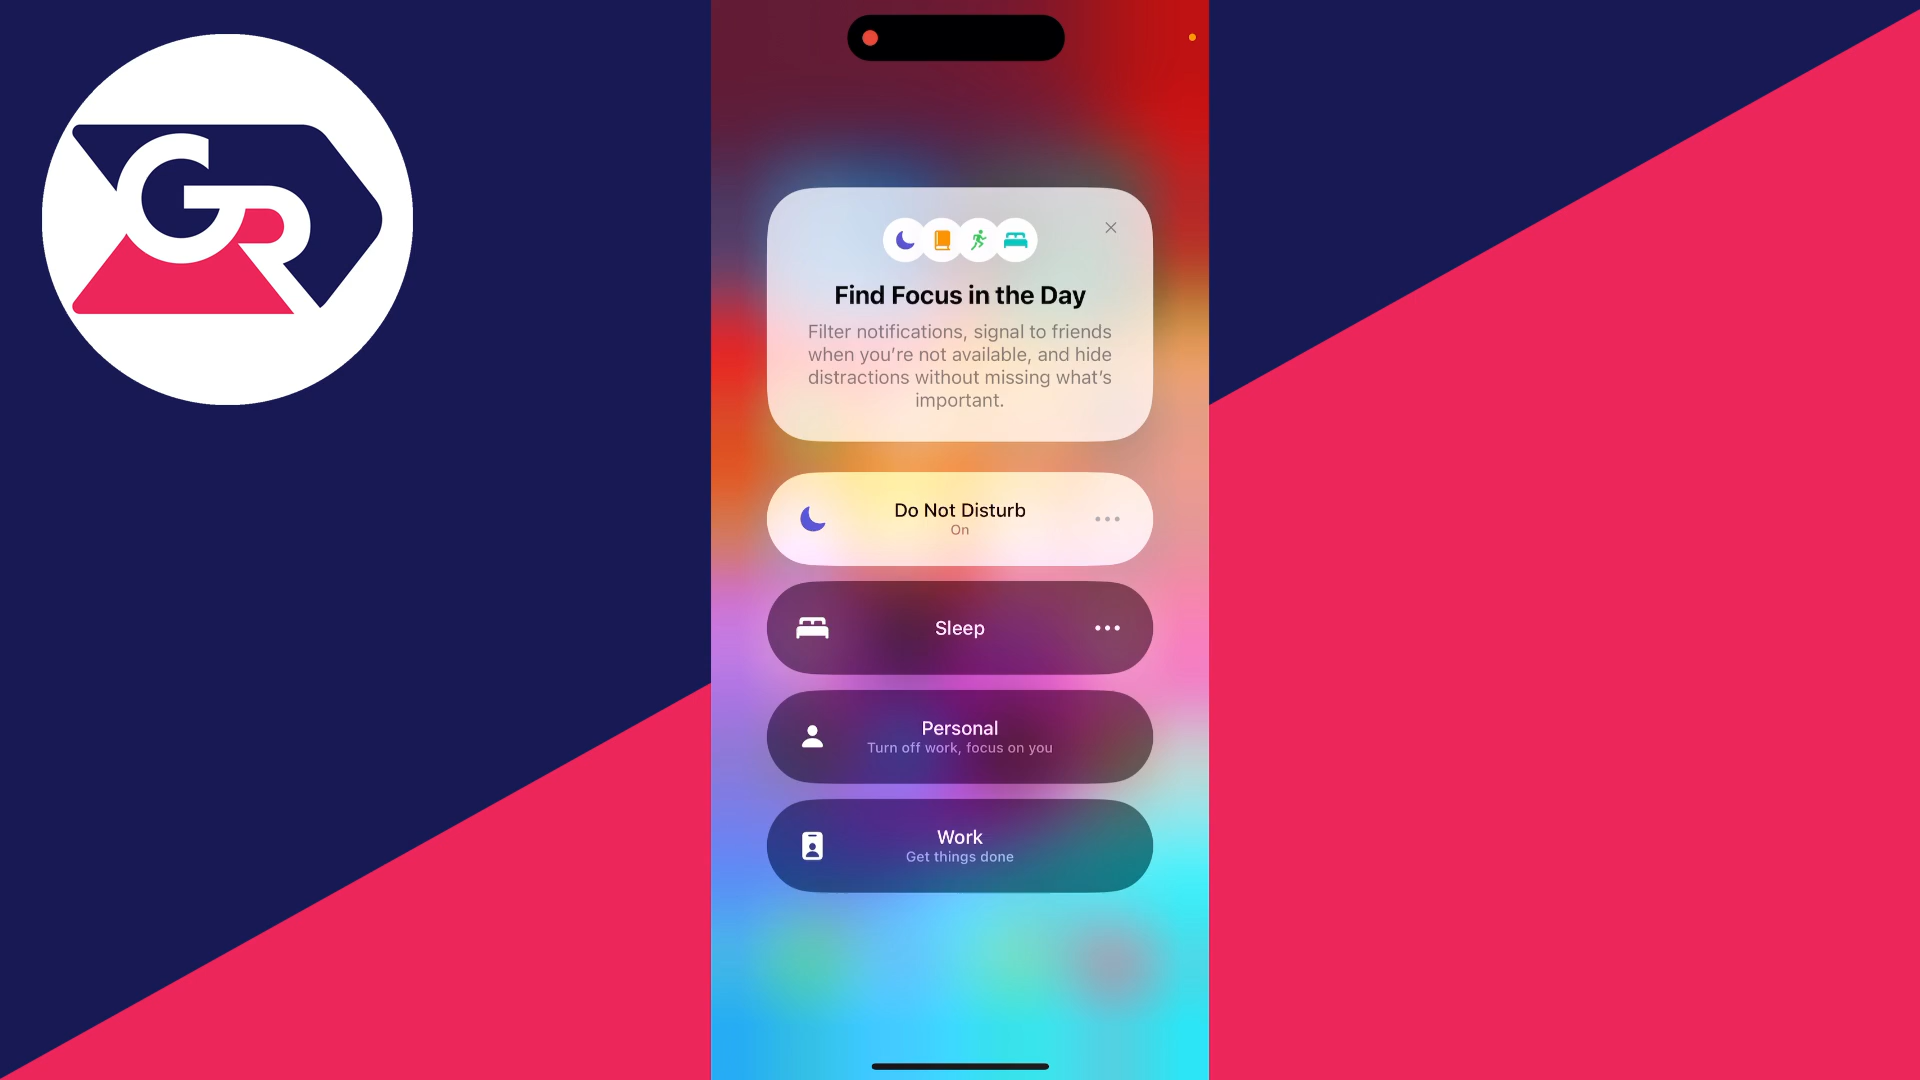 GR
Find Focus in the Day
Filter notifications, signal to friends
when you're not available, and hide
distractions without missing what's
important.
Do Not Disturb
On
Sleep
Personal
Turn off work, focus on you
Work
Get things done